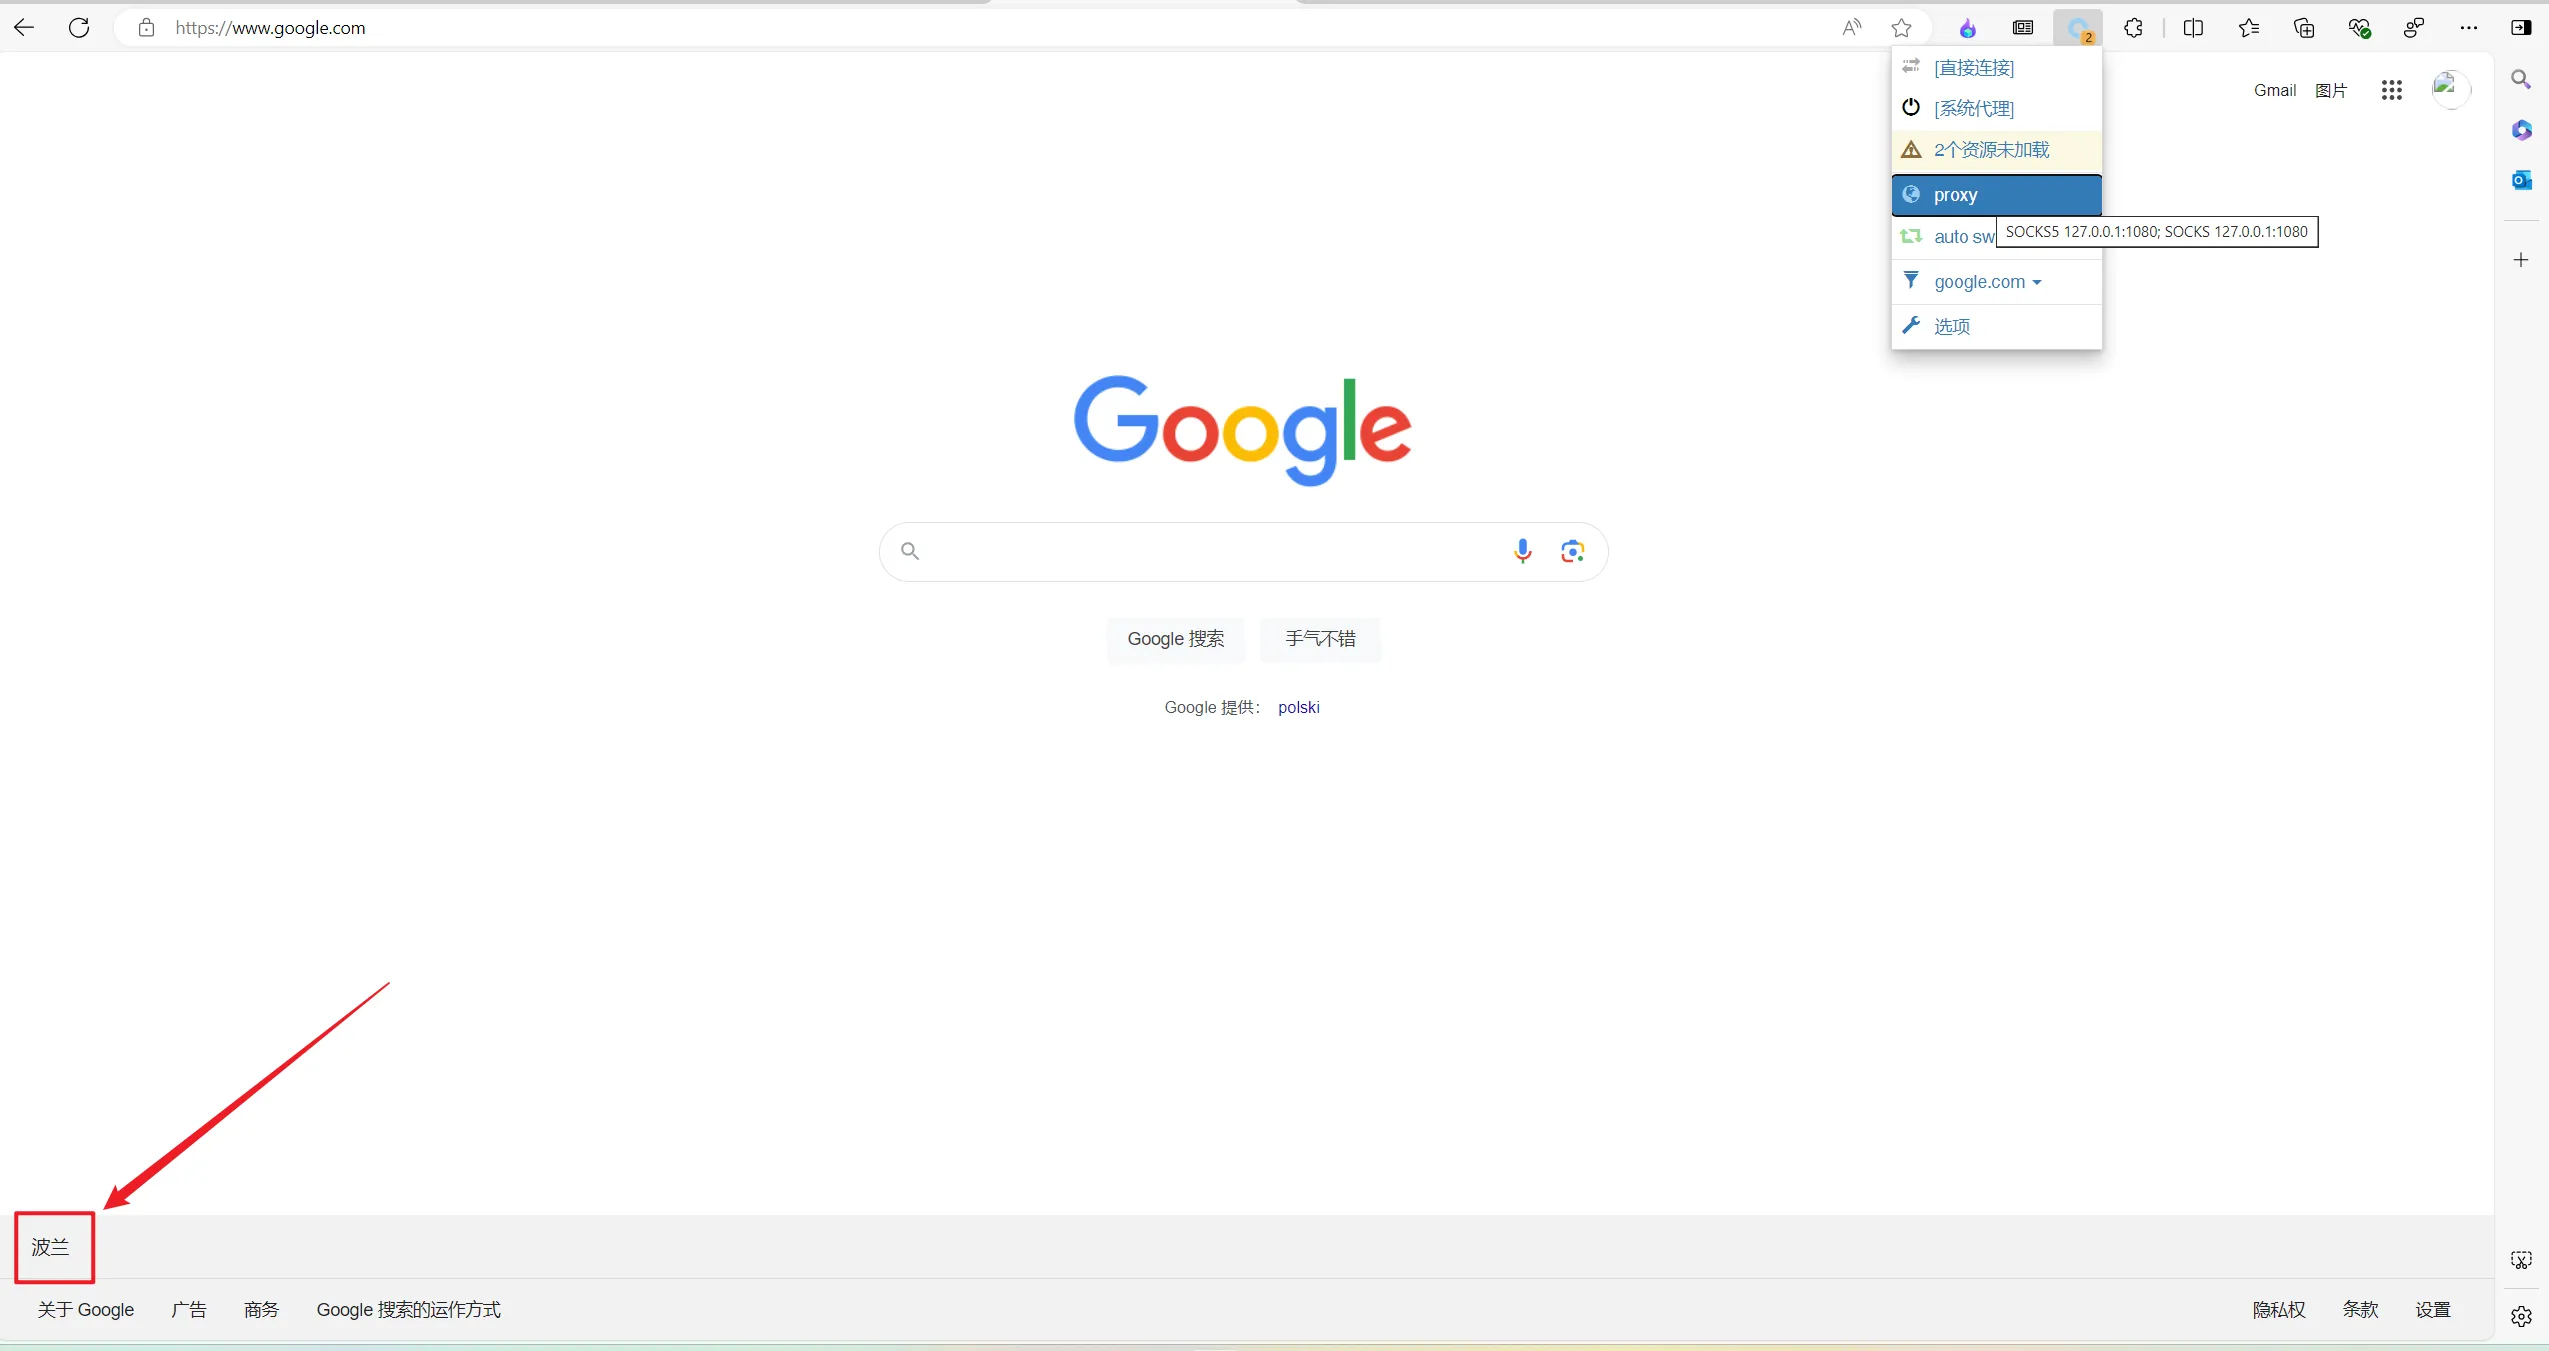 https://www.google.com
2
[直接连接]
[系统代理]
2个资源未加载
proxy
SOCKS5 127.0.0.1:1080; SOCKS 127.0.0.1:1080
auto sw
google.com
选项
Gmail 图片
Google
Google 搜索 手气不错
Google 提供： polski
波兰
关于 Google 广告 商务 Google 搜索的运作方式 隐私权 条款 设置